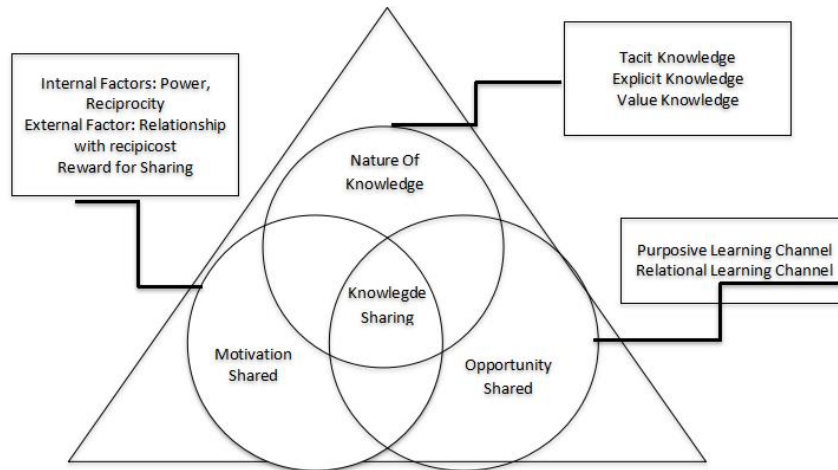 Internal Factors: Power,
Reciprocity
External Factor: Relationship
with recipicost
Reward for Sharing
Tacit Knowledge
Explicit Knowledge
Value Knowledge
Nature Of
Knowledge
Purposive Learning Channel
Relational Learning Channel
Knowlegde
Sharing
Motivation
Shared
Opportunity
Shared